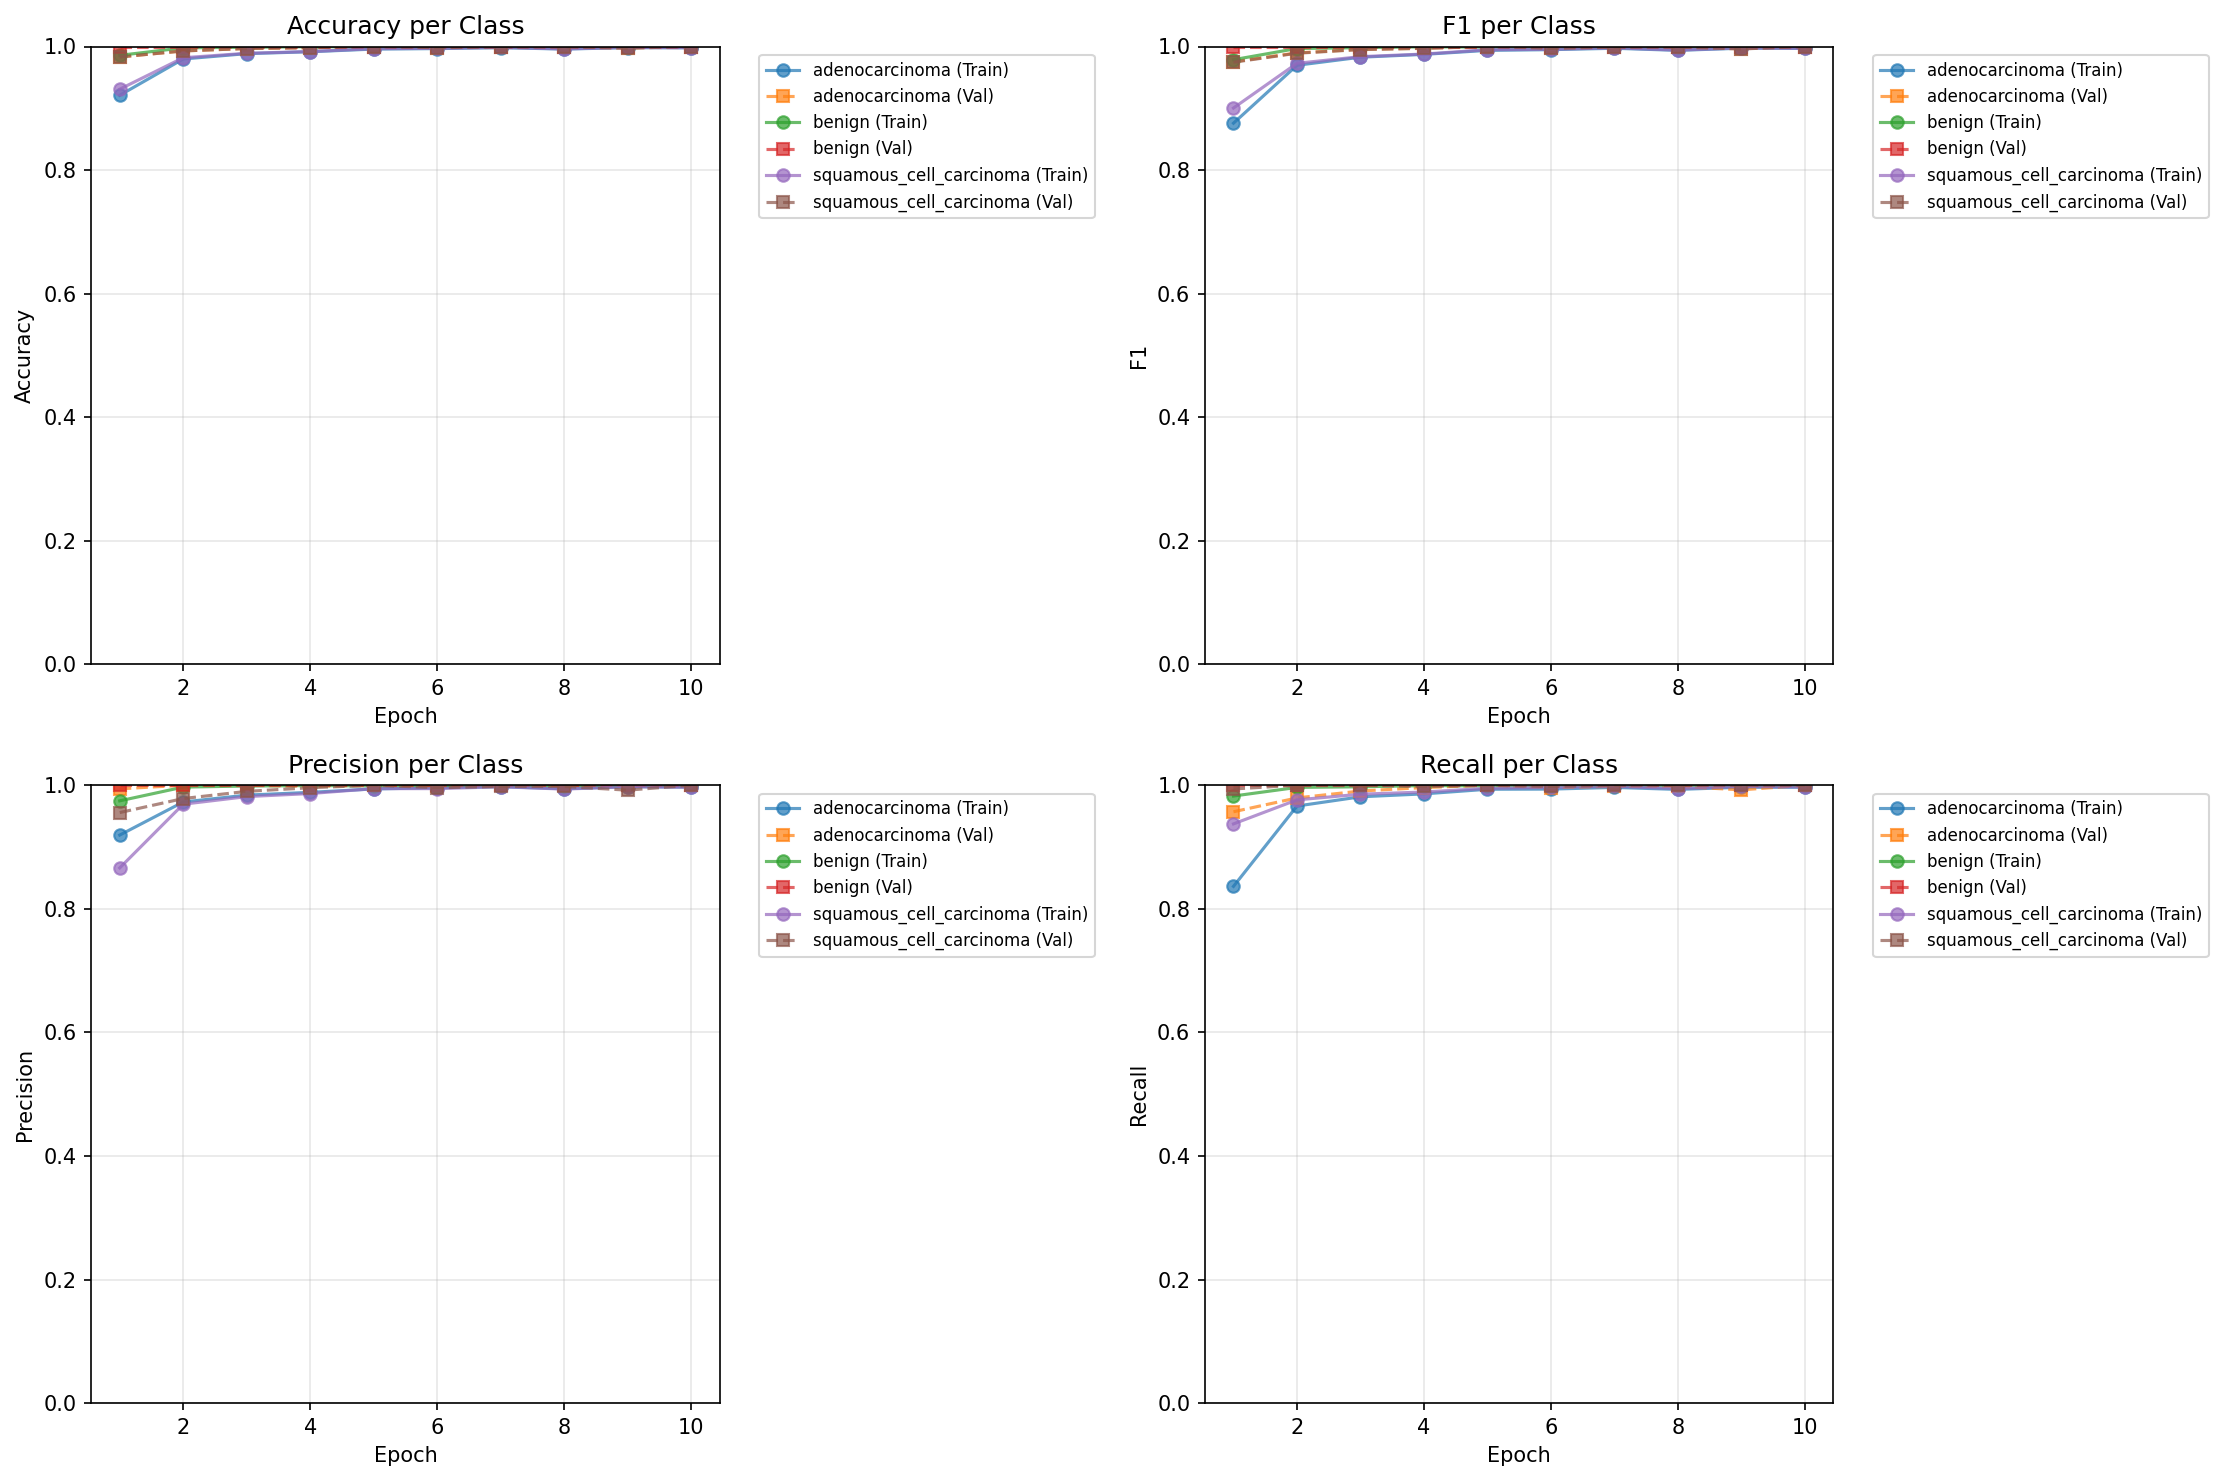 Accuracy per Class
1.0
0.8
0.6
0.4
0.2
0.0
Accuracy
2 4 6 8 10
Epoch
adenocarcinoma (Train)
adenocarcinoma (Val)
benign (Train)
benign (Val)
squamous_cell_carcinoma (Train)
squamous_cell_carcinoma (Val)
F1 per Class
1.0
0.8
0.6
0.4
0.2
0.0
F1
2 4 6 8 10
Epoch
adenocarcinoma (Train)
adenocarcinoma (Val)
benign (Train)
benign (Val)
squamous_cell_carcinoma (Train)
squamous_cell_carcinoma (Val)
Precision per Class
1.0
0.8
0.6
0.4
0.2
0.0
Precision
2 4 6 8 10
Epoch
adenocarcinoma (Train)
adenocarcinoma (Val)
benign (Train)
benign (Val)
squamous_cell_carcinoma (Train)
squamous_cell_carcinoma (Val)
Recall per Class
1.0
0.8
0.6
0.4
0.2
0.0
Recall
2 4 6 8 10
Epoch
adenocarcinoma (Train)
adenocarcinoma (Val)
benign (Train)
benign (Val)
squamous_cell_carcinoma (Train)
squamous_cell_carcinoma (Val)